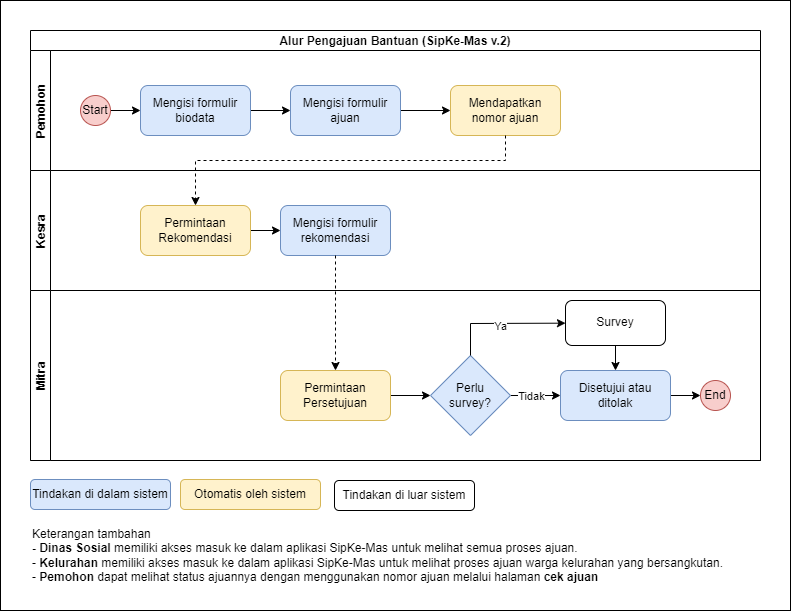 Alur Pengajuan Bantuan (SipKe-Mas v.2)
Pemohon
Start
Mengisi formulir
biodata
Mengisi formulir
ajuan
Mendapatkan
nomor ajuan
Kesra
Permintaan
Rekomendasi
Mengisi formulir
rekomendasi
Mitra
Permintaan
Persetujuan
Perlu
survey?
Ya
Survey
Tidak
Disetujui atau
ditolak
End
Tindakan di dalam sistem
Otomatis oleh sistem
Tindakan di luar sistem
Keterangan tambahan
- Dinas Sosial memiliki akses masuk ke dalam aplikasi SipKe-Mas untuk melihat semua proses ajuan.
- Kelurahan memiliki akses masuk ke dalam aplikasi SipKe-Mas untuk melihat proses ajuan warga kelurahan yang bersangkutan.
- Pemohon dapat melihat status ajuannya dengan menggunakan nomor ajuan melalui halaman cek ajuan